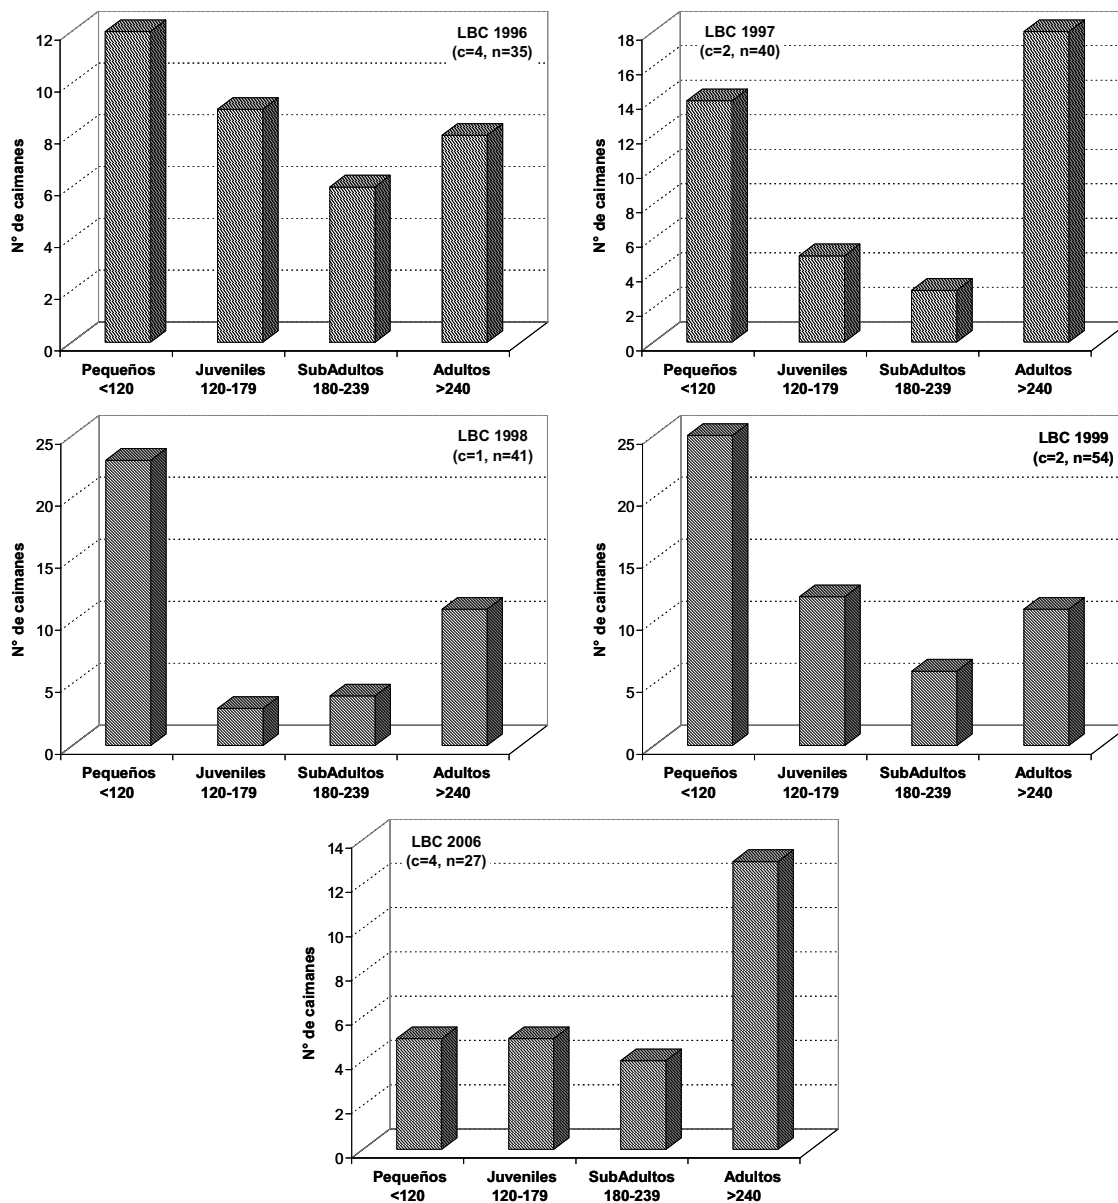 LBC 1996
(c=4, n=35)
N° de caimanes
12
10
8
6
4
2
0
Pequeños
<120
Juveniles
120-179
SubAdultos
180-239
Adultos
>240
LBC 1997
(c=2, n=40)
N° de caimanes
18
16
14
12
10
8
6
4
2
0
Pequeños
<120
Juveniles
120-179
SubAdultos
180-239
Adultos
>240
LBC 1998
(c=1, n=41)
N° de caimanes
25
20
15
10
5
0
Pequeños
<120
Juveniles
120-179
SubAdultos
180-239
Adultos
>240
LBC 1999
(c=2, n=54)
N° de caimanes
25
20
15
10
5
0
Pequeños
<120
Juveniles
120-179
SubAdultos
180-239
Adultos
>240
LBC 2006
(c=4, n=27)
N° de caimanes
14
12
10
8
6
4
2
0
Pequeños
<120
Juveniles
120-179
SubAdultos
180-239
Adultos
>240